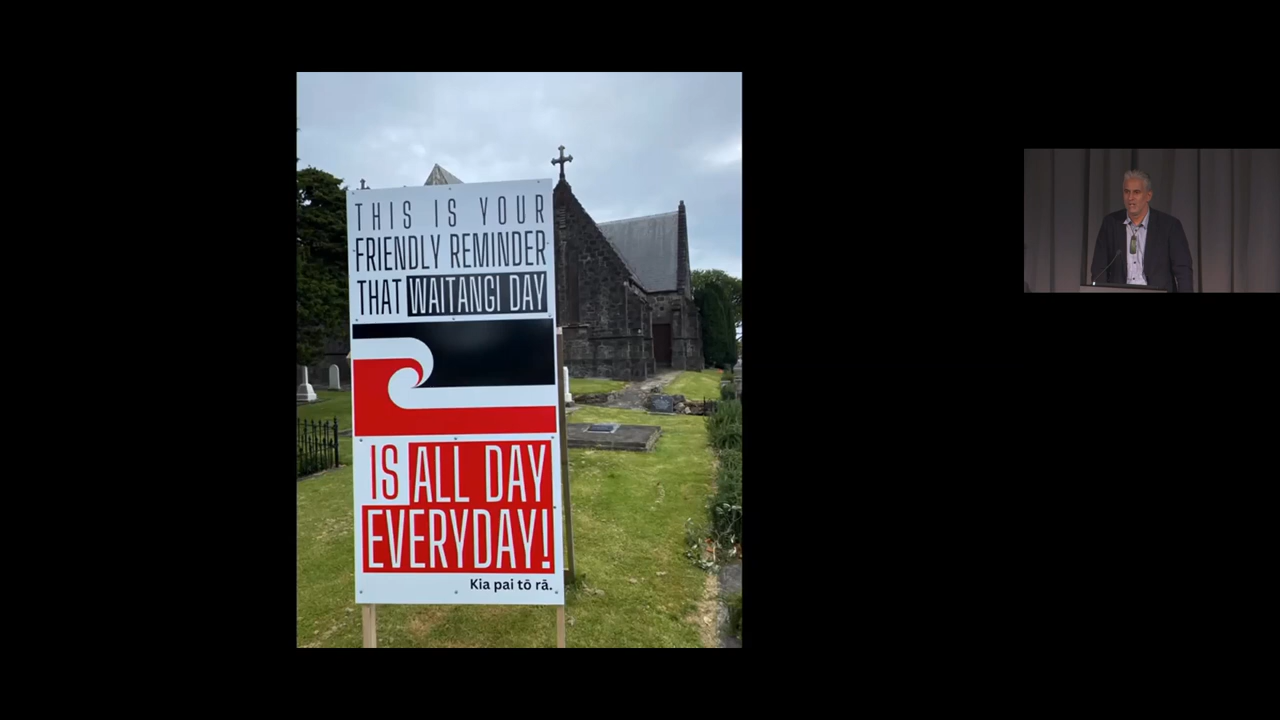 THIS IS YOUR
FRIENDLY REMINDER
THAT WAITANGI DAY
IS ALL DAY
EVERYDAY!
Kia pai tō rā.